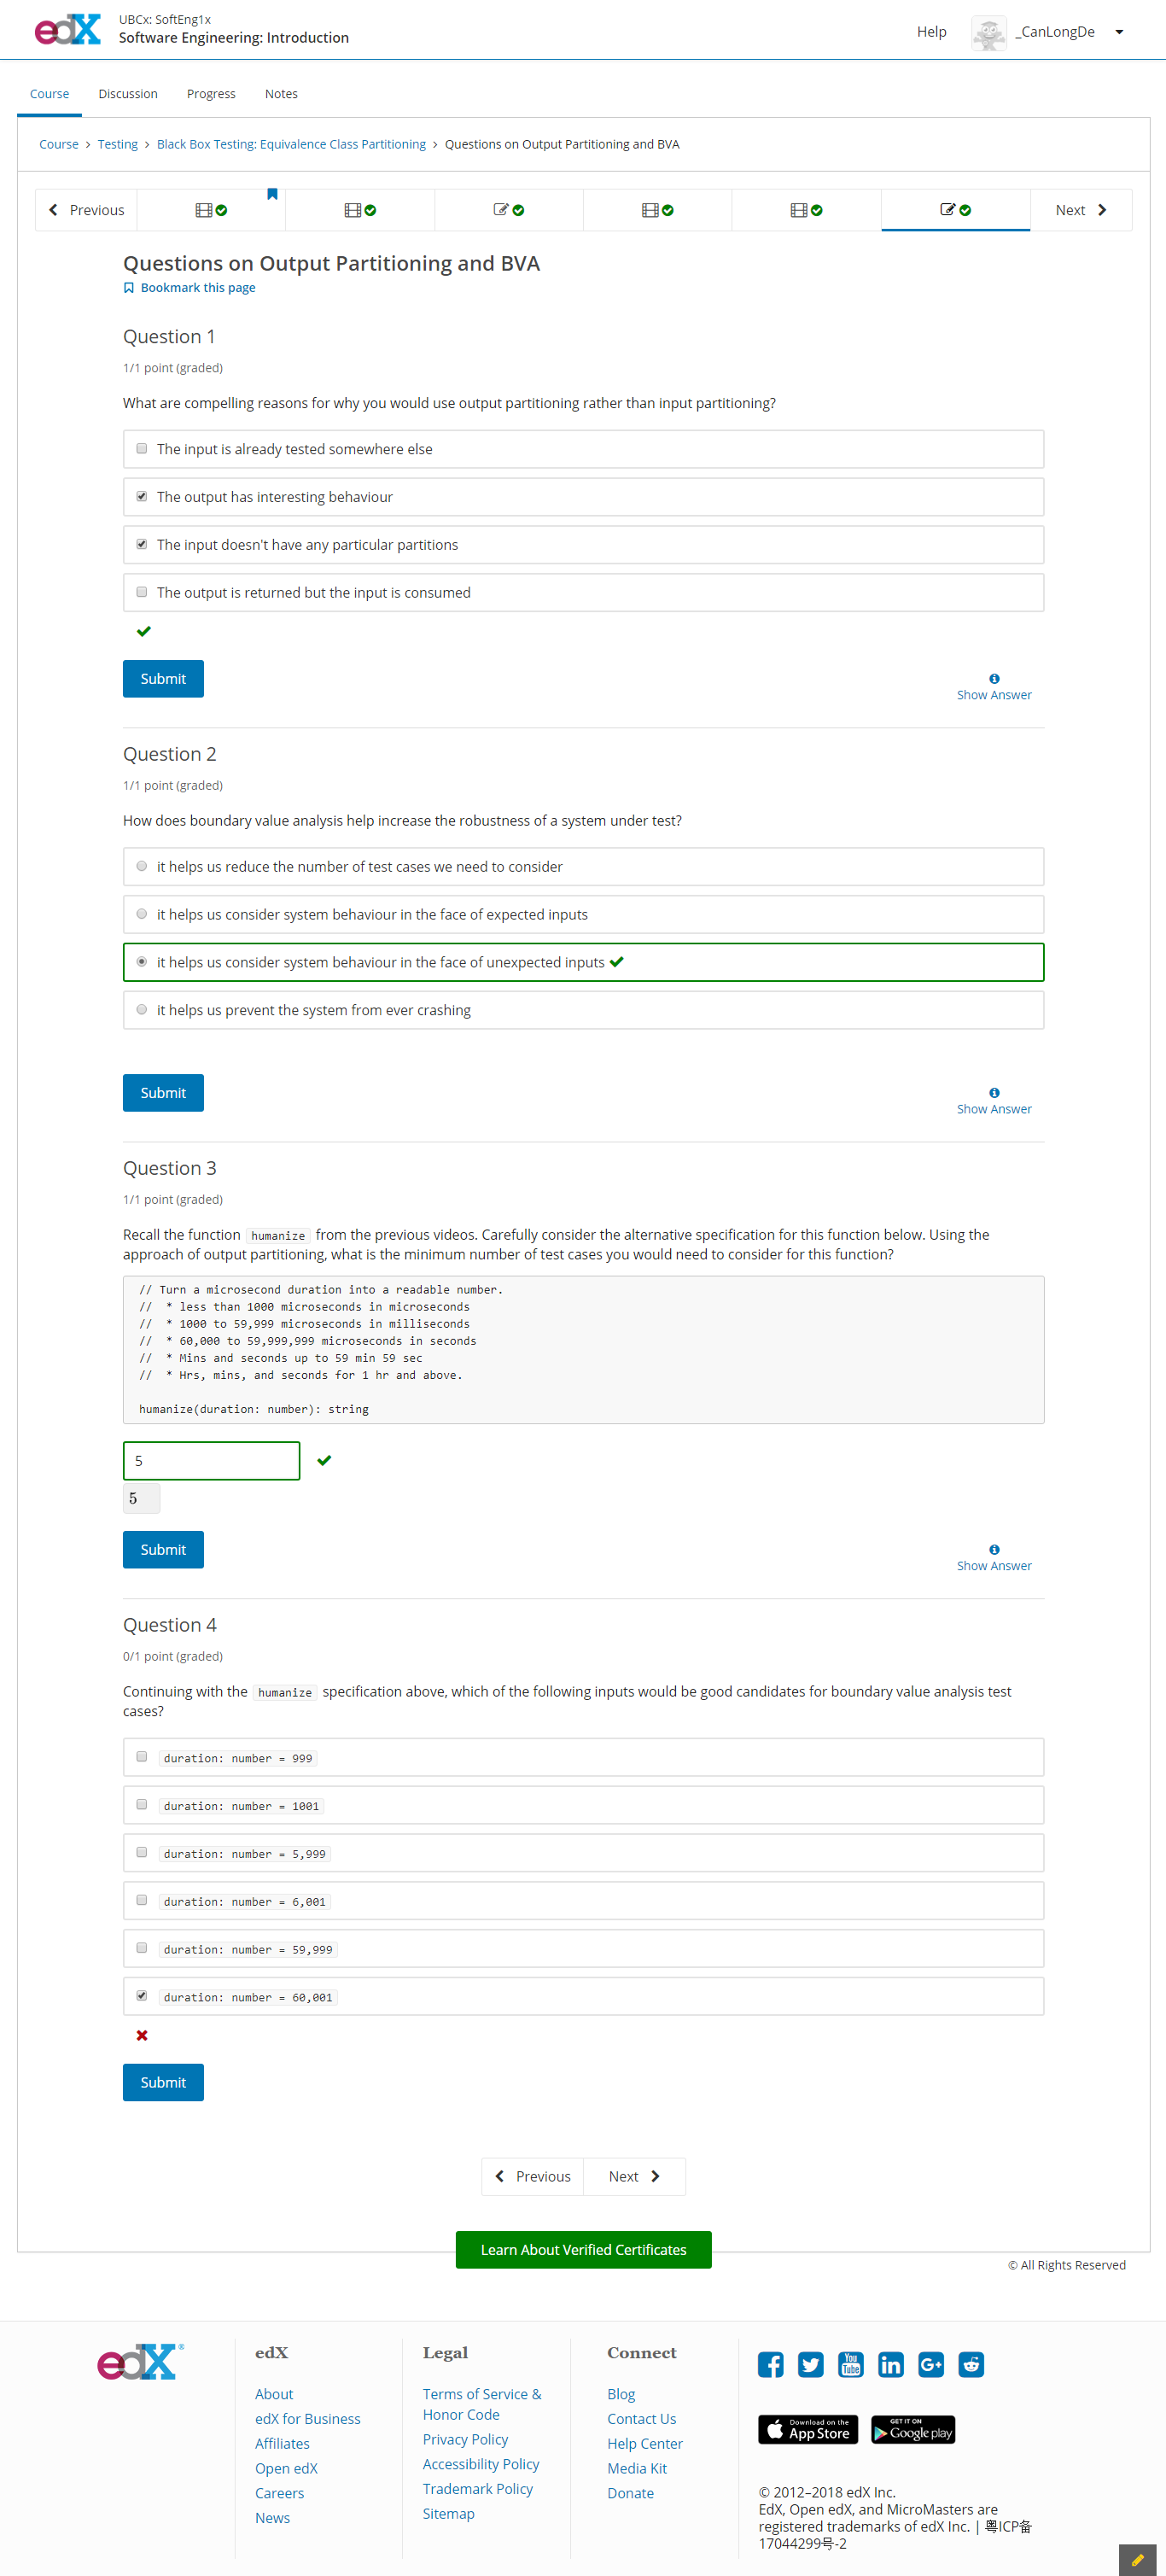 edX
UBCx: SoftEng1x
Software Engineering: Introduction
Help
_CanLongDe
Course
Discussion
Progress
Notes
Course > Testing > Black Box Testing: Equivalence Class Partitioning > Questions on Output Partitioning and BVA
Previous
Next
Questions on Output Partitioning and BVA
Bookmark this page
Question 1
1/1 point (graded)
What are compelling reasons for why you would use output partitioning rather than input partitioning?
The input is already tested somewhere else
The output has interesting behaviour
The input doesn't have any particular partitions
The output is returned but the input is consumed
Submit
Show Answer
Question 2
1/1 point (graded)
How does boundary value analysis help increase the robustness of a system under test?
it helps us reduce the number of test cases we need to consider
it helps us consider system behaviour in the face of expected inputs
it helps us consider system behaviour in the face of unexpected inputs
it helps us prevent the system from ever crashing
Submit
Show Answer
Question 3
1/1 point (graded)
Recall the function humanize from the previous videos. Carefully consider the alternative specification for this function below. Using the
approach of output partitioning, what is the minimum number of test cases you would need to consider for this function?
// Turn a microsecond duration into a readable number.
//  * less than 1000 microseconds in microseconds
//  * 1000 to 59,999 microseconds in milliseconds
//  * 60,000 to 59,999,999 microseconds in seconds
//  * Mins and seconds up to 59 min 59 sec
//  * Hrs, mins, and seconds for 1 hr and above.
humanize(duration: number): string
5
5
Submit
Show Answer
Question 4
0/1 point (graded)
Continuing with the humanize specification above, which of the following inputs would be good candidates for boundary value analysis test
cases?
duration: number = 999
duration: number = 1001
duration: number = 5,999
duration: number = 6,001
duration: number = 59,999
duration: number = 60,001
Submit
Previous
Next
Learn About Verified Certificates
© All Rights Reserved
edX®
edX
About
edX for Business
Affiliates
Open edX
Careers
News
Legal
Terms of Service &
Honor Code
Privacy Policy
Accessibility Policy
Trademark Policy
Sitemap
Connect
Blog
Contact Us
Help Center
Media Kit
Donate
You
Tube
in
G+
Download on the
App Store
GET IT ON
Google play
© 2012–2018 edX Inc.
EdX, Open edX, and MicroMasters are
registered trademarks of edX Inc. | 粤ICP备
17044299号-2